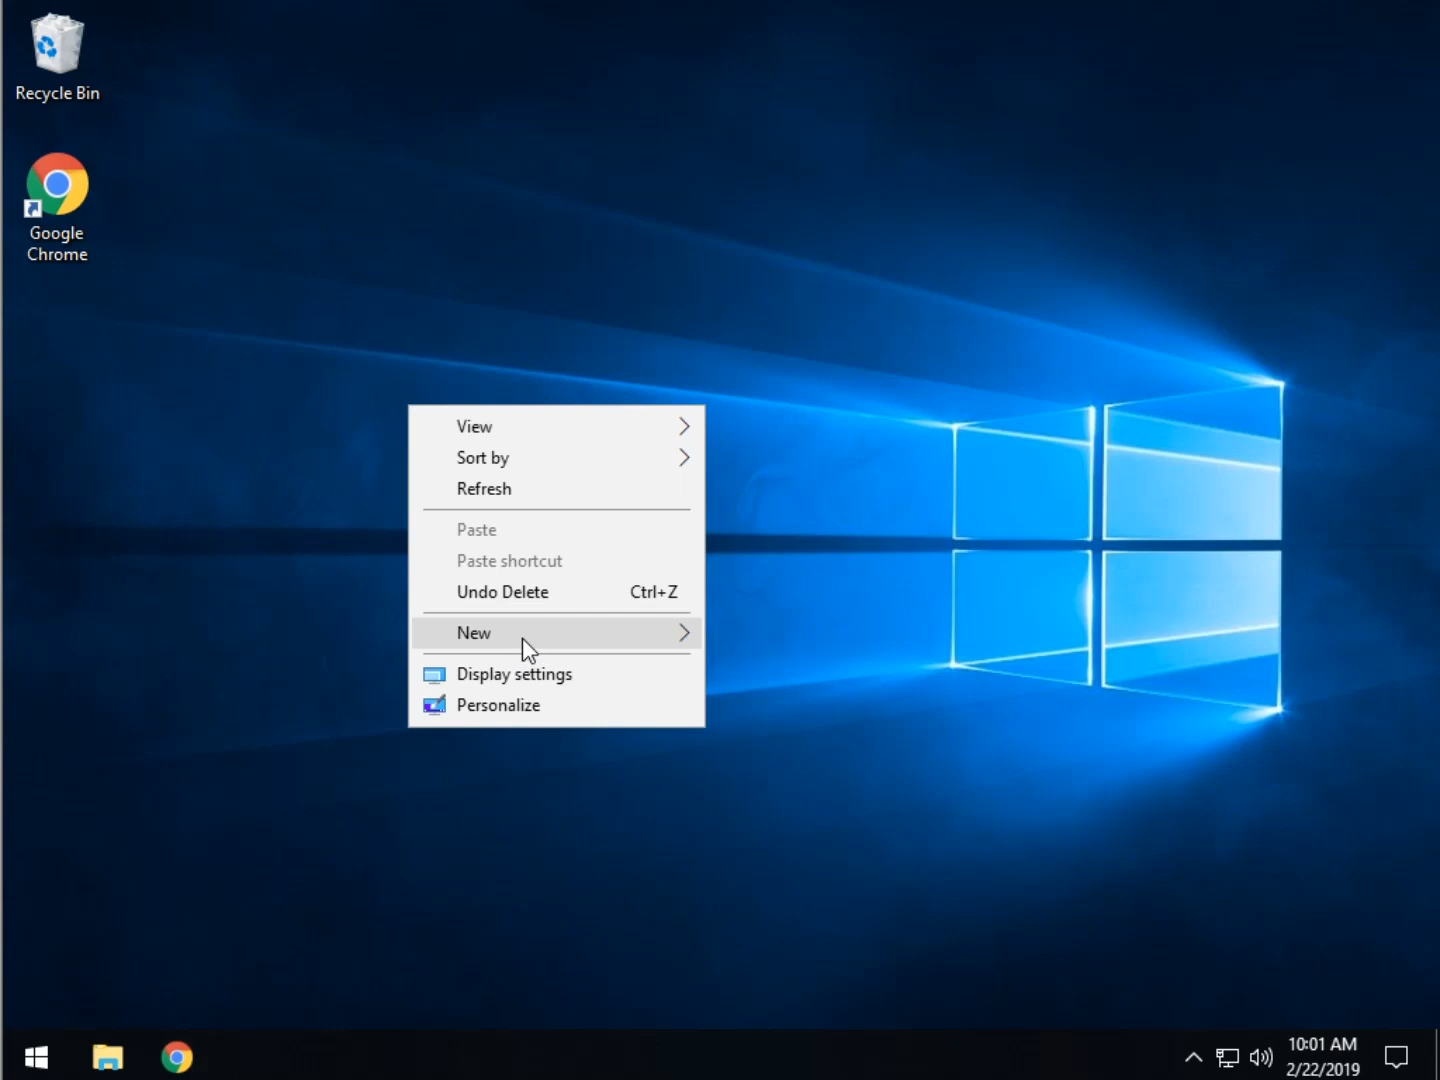 Recycle Bin
Google
Chrome
View
Sort by
Refresh
Paste
Paste shortcut
Undo Delete Ctrl+Z
New
Display settings
Personalize
10:01 AM
2/22/2019